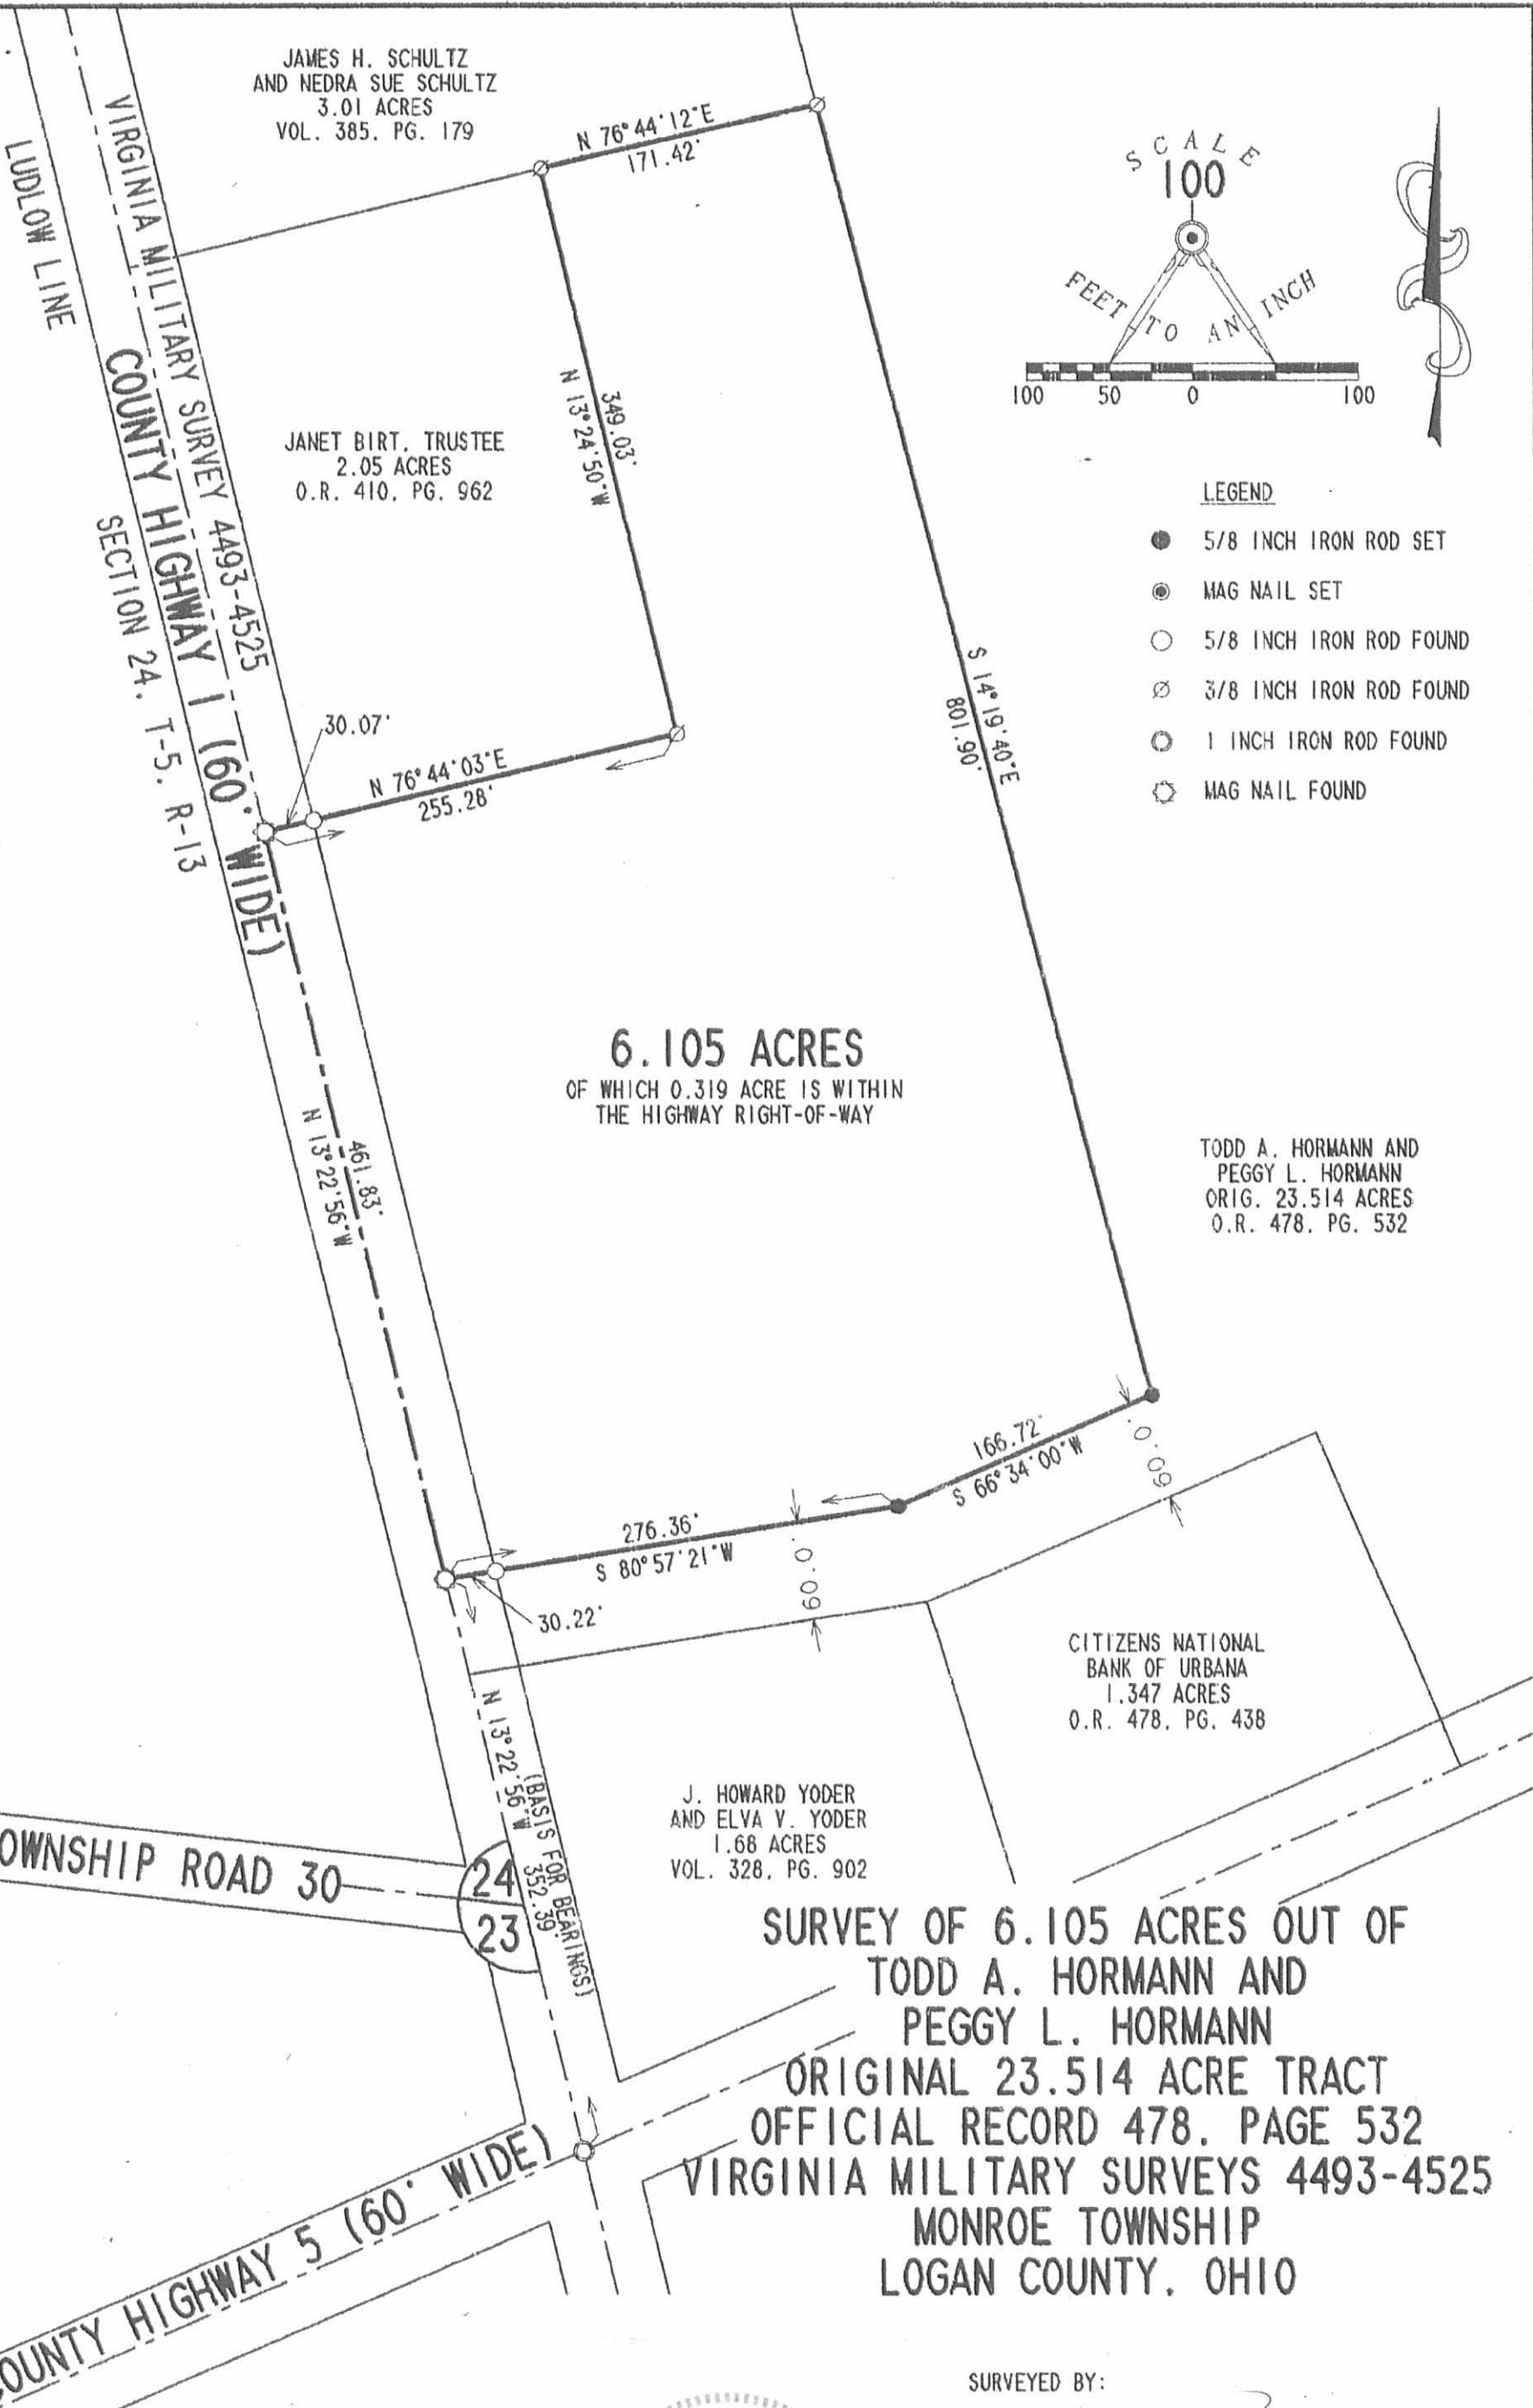 JAMES H. SCHULTZ
AND NEDRA SUE SCHULTZ
3.01 ACRES
VOL. 385, PG. 179
N 76°44'12"E
171.42'
SCALE
100
FEET TO AN INCH
100 50 0 100
LUDLOW LINE
VIRGINIA MILITARY SURVEY 4493-4525
COUNTY HIGHWAY 1 (60' WIDE)
SECTION 24, T-5, R-13
JANET BIRT, TRUSTEE
2.05 ACRES
O.R. 410, PG. 962
349.03'
N 13°24'50"W
LEGEND
5/8 INCH IRON ROD SET
MAG NAIL SET
5/8 INCH IRON ROD FOUND
3/8 INCH IRON ROD FOUND
1 INCH IRON ROD FOUND
MAG NAIL FOUND
S 14°19'40"E
801.90'
30.07'
N 76°44'03"E
255.28'
6.105 ACRES
OF WHICH 0.319 ACRE IS WITHIN
THE HIGHWAY RIGHT-OF-WAY
461.83'
N 13°22'56"W
TODD A. HORMANN AND
PEGGY L. HORMANN
ORIG. 23.514 ACRES
O.R. 478, PG. 532
166.72'
S 66°34'00"W
60.0'
276.36'
S 80°57'21"W
60.0'
30.22'
CITIZENS NATIONAL
BANK OF URBANA
1.347 ACRES
O.R. 478, PG. 438
N 13°22'56"W 352.39'
(BASIS FOR BEARINGS)
J. HOWARD YODER
AND ELVA V. YODER
1.68 ACRES
VOL. 328, PG. 902
OWNSHIP ROAD 30
24
23
SURVEY OF 6.105 ACRES OUT OF
TODD A. HORMANN AND
PEGGY L. HORMANN
ORIGINAL 23.514 ACRE TRACT
OFFICIAL RECORD 478, PAGE 532
VIRGINIA MILITARY SURVEYS 4493-4525
MONROE TOWNSHIP
LOGAN COUNTY, OHIO
OUNTY HIGHWAY 5 (60' WIDE)
SURVEYED BY: